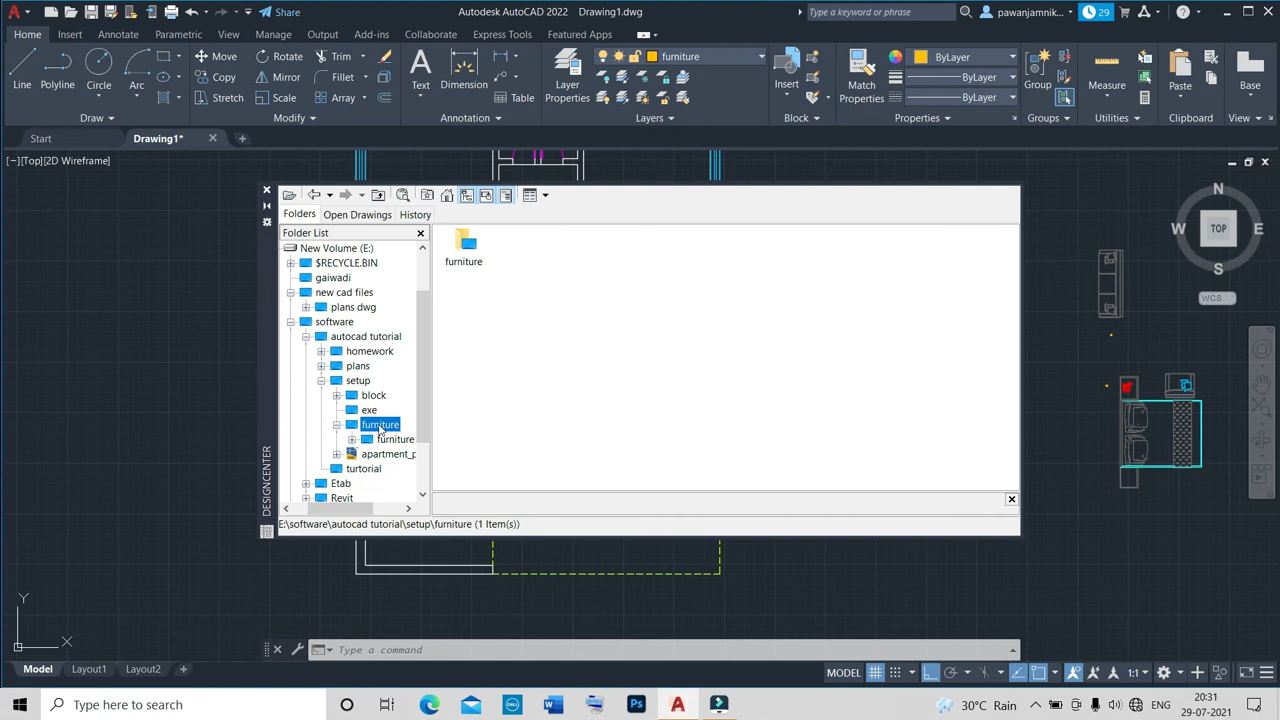 Share
Autodesk AutoCAD 2022 Drawing1.dwg
Type a keyword or phrase
pawanjamnik...
29
Home Insert Annotate Parametric View Manage Output Add-ins Collaborate Express Tools Featured Apps
Line Polyline Circle Arc
Move Rotate Trim
Copy Mirror Fillet
Stretch Scale Array
Text Dimension Table
Layer Properties
furniture
Insert
Match Properties
ByLayer
ByLayer
ByLayer
Group
Measure
Paste
Base
Draw Modify Annotation Layers Block Properties Groups Utilities Clipboard View
Start Drawing1*
[−][Top][2D Wireframe]
N
W TOP E
S
WCS
Folders Open Drawings History
Folder List
New Volume (E:)
$RECYCLE.BIN
gaiwadi
new cad files
plans dwg
software
autocad tutorial
homework
plans
setup
block
exe
furniture
furniture
apartment_p
turtorial
Etab
Revit
furniture
DESIGNCENTER
E:\software\autocad tutorial\setup\furniture (1 Item(s))
Y
X
Type a command
Model Layout1 Layout2
MODEL
1:1
Type here to search
30°C Rain
ENG
20:31
29-07-2021